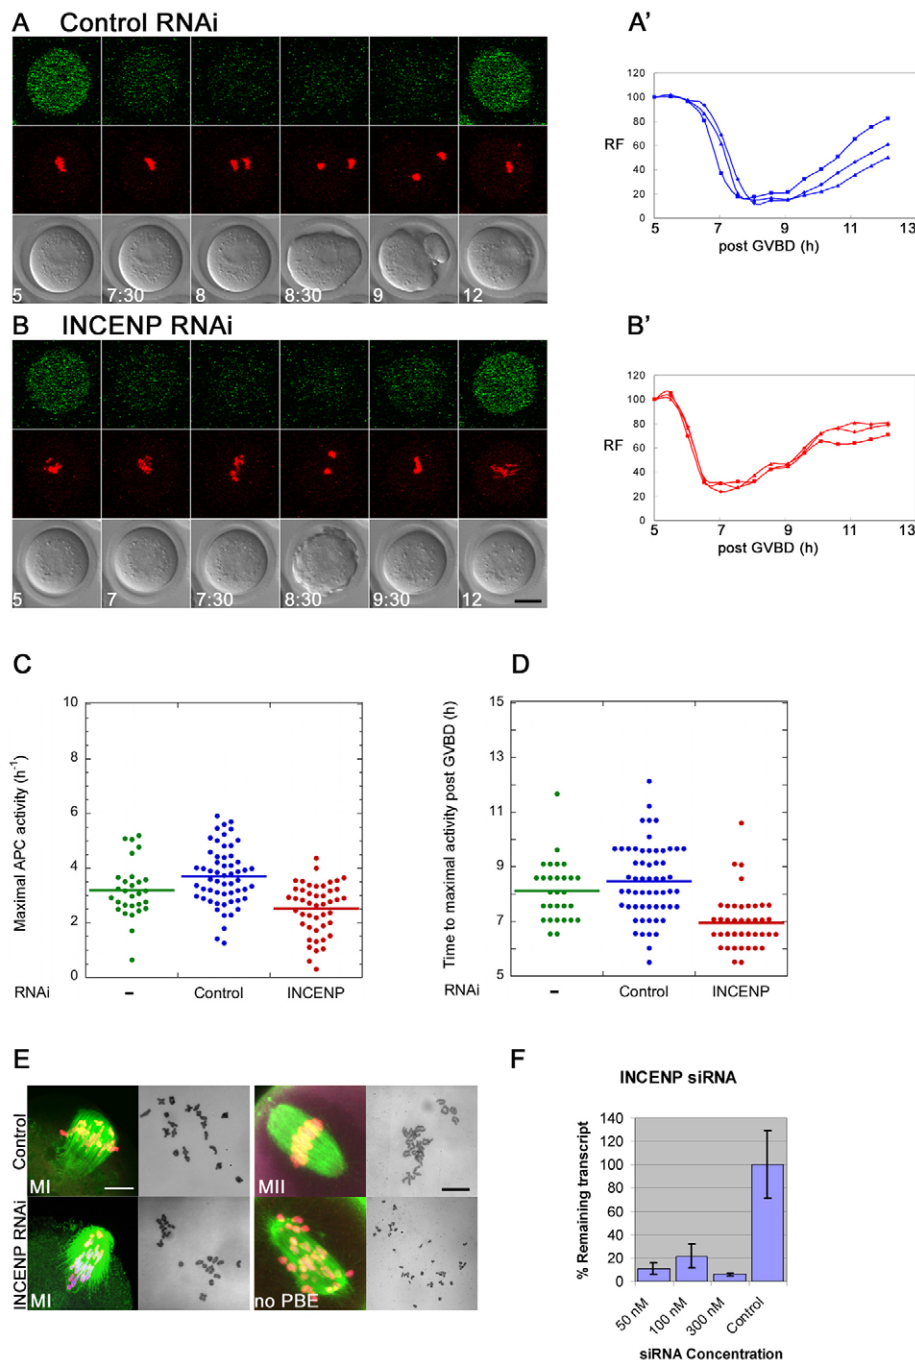 A Control RNAi
5 7:30 8 8:30 9 12
A'
120
100
80
60
40
20
0
RF
5 7 9 11 13
post GVBD (h)
B INCENP RNAi
5 7 7:30 8:30 9:30 12
B'
120
100
80
60
40
20
0
RF
5 7 9 11 13
post GVBD (h)
C
Maximal APC activity (h⁻¹)
10
8
6
4
2
0
RNAi – Control INCENP
D
Time to maximal activity post GVBD (h)
15
13
11
9
7
5
RNAi – Control INCENP
E
Control
MI
MII
INCENP RNAi
MI
no PBE
F
INCENP siRNA
% Remaining transcript
140
120
100
80
60
40
20
0
50 nM 100 nM 300 nM Control
siRNA Concentration